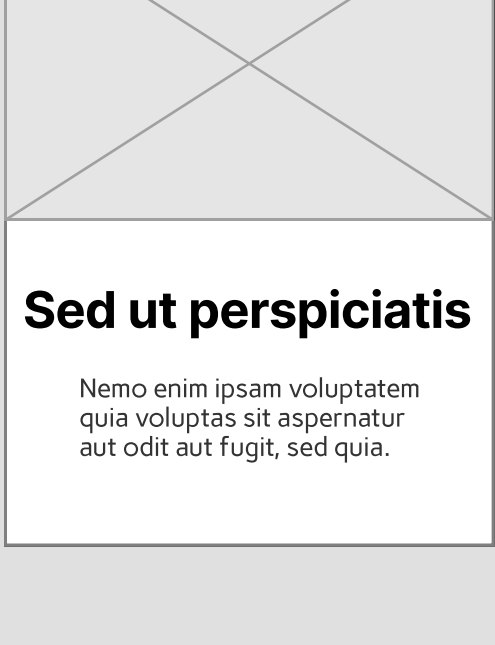 Sed ut perspiciatis
Nemo enim ipsam voluptatem
quia voluptas sit aspernatur
aut odit aut fugit, sed quia.